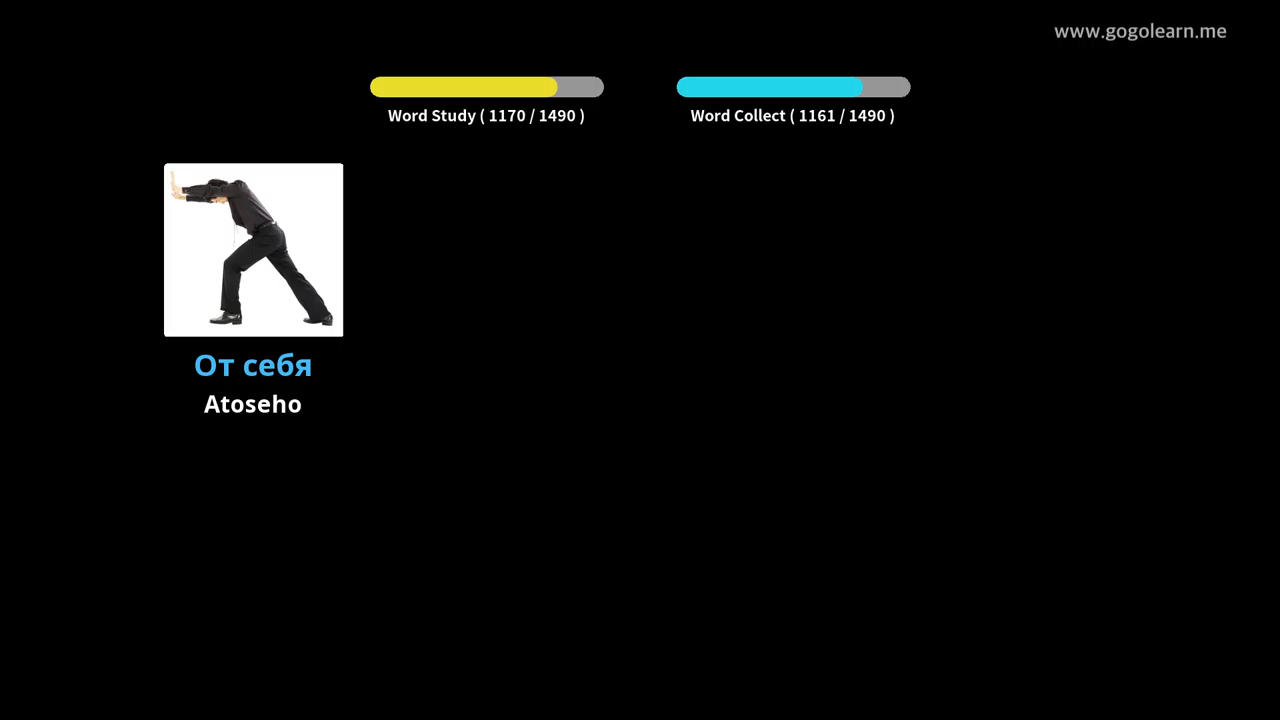 www.gogolearn.me
Word Study ( 1170 / 1490 )
Word Collect ( 1161 / 1490 )
От себя
Atoseho